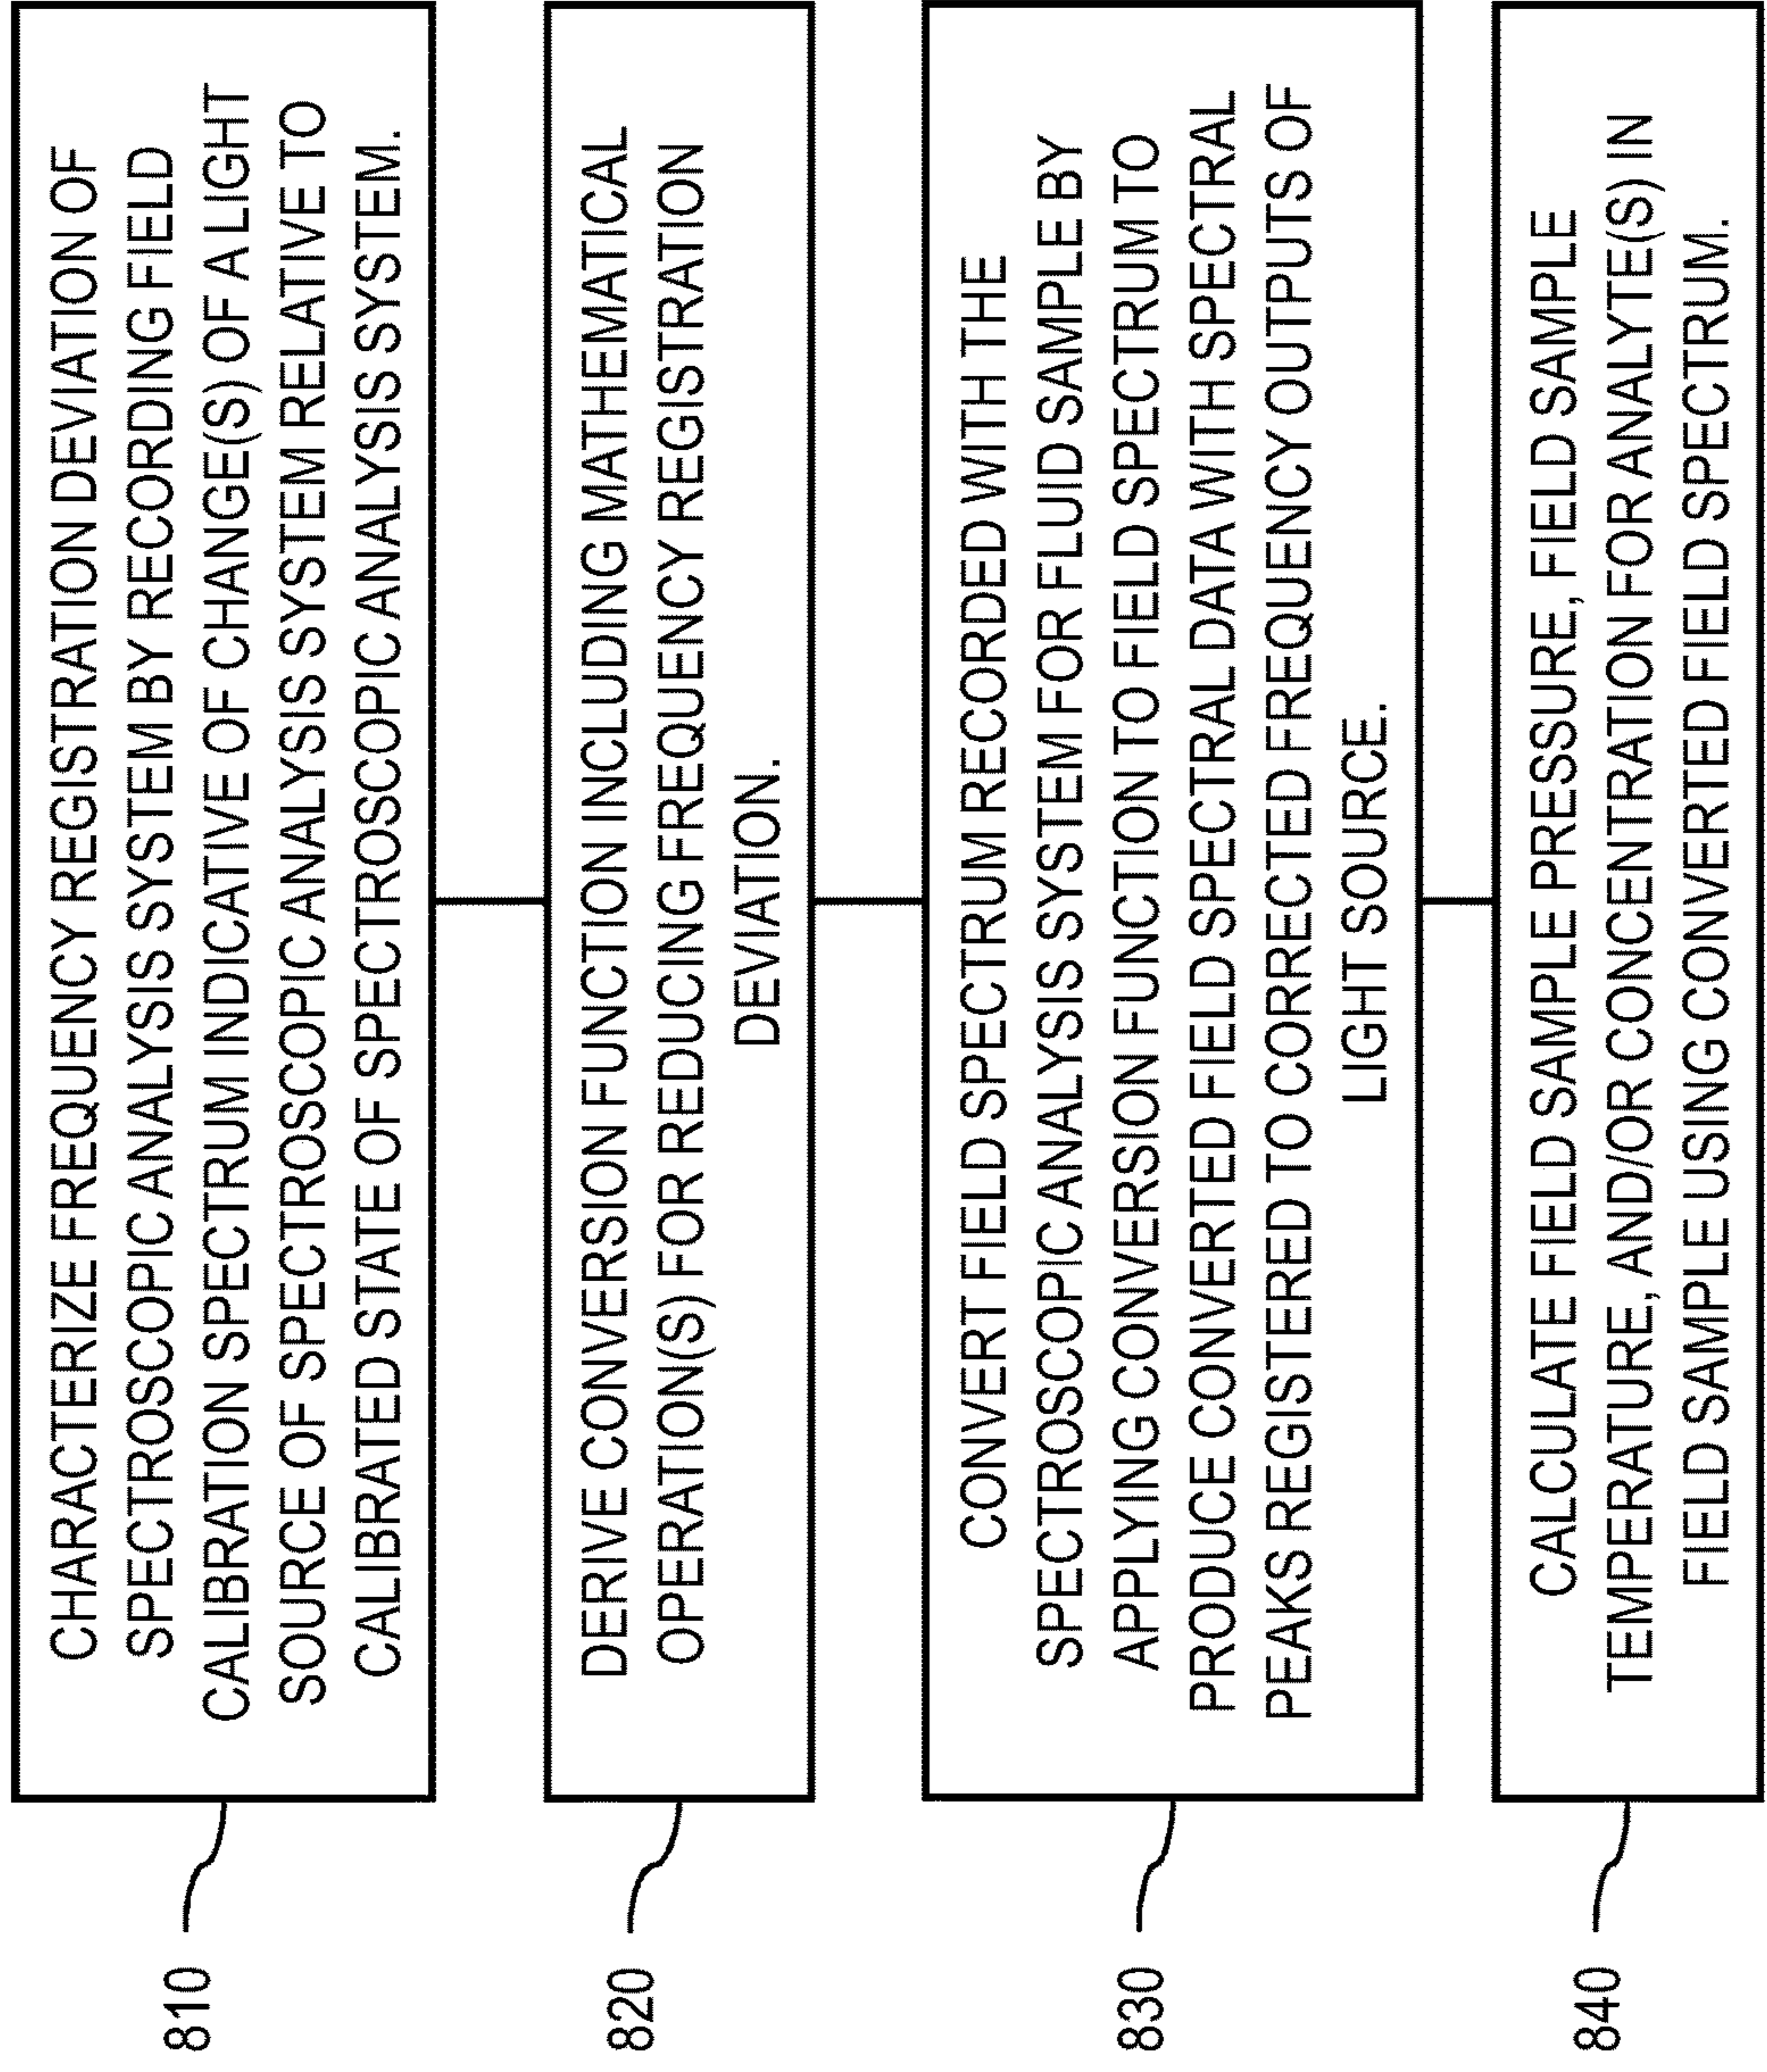 810
CHARACTERIZE FREQUENCY REGISTRATION DEVIATION OF
SPECTROSCOPIC ANALYSIS SYSTEM BY RECORDING FIELD
CALIBRATION SPECTRUM INDICATIVE OF CHANGE(S) OF A LIGHT
SOURCE OF SPECTROSCOPIC ANALYSIS SYSTEM RELATIVE TO
CALIBRATED STATE OF SPECTROSCOPIC ANALYSIS SYSTEM.
820
DERIVE CONVERSION FUNCTION INCLUDING MATHEMATICAL
OPERATION(S) FOR REDUCING FREQUENCY REGISTRATION
DEVIATION.
830
CONVERT FIELD SPECTRUM RECORDED WITH THE
SPECTROSCOPIC ANALYSIS SYSTEM FOR FLUID SAMPLE BY
APPLYING CONVERSION FUNCTION TO FIELD SPECTRUM TO
PRODUCE CONVERTED FIELD SPECTRAL DATA WITH SPECTRAL
PEAKS REGISTERED TO CORRECTED FREQUENCY OUTPUTS OF
LIGHT SOURCE.
840
CALCULATE FIELD SAMPLE PRESSURE, FIELD SAMPLE
TEMPERATURE, AND/OR CONCENTRATION FOR ANALYTE(S) IN
FIELD SAMPLE USING CONVERTED FIELD SPECTRUM.